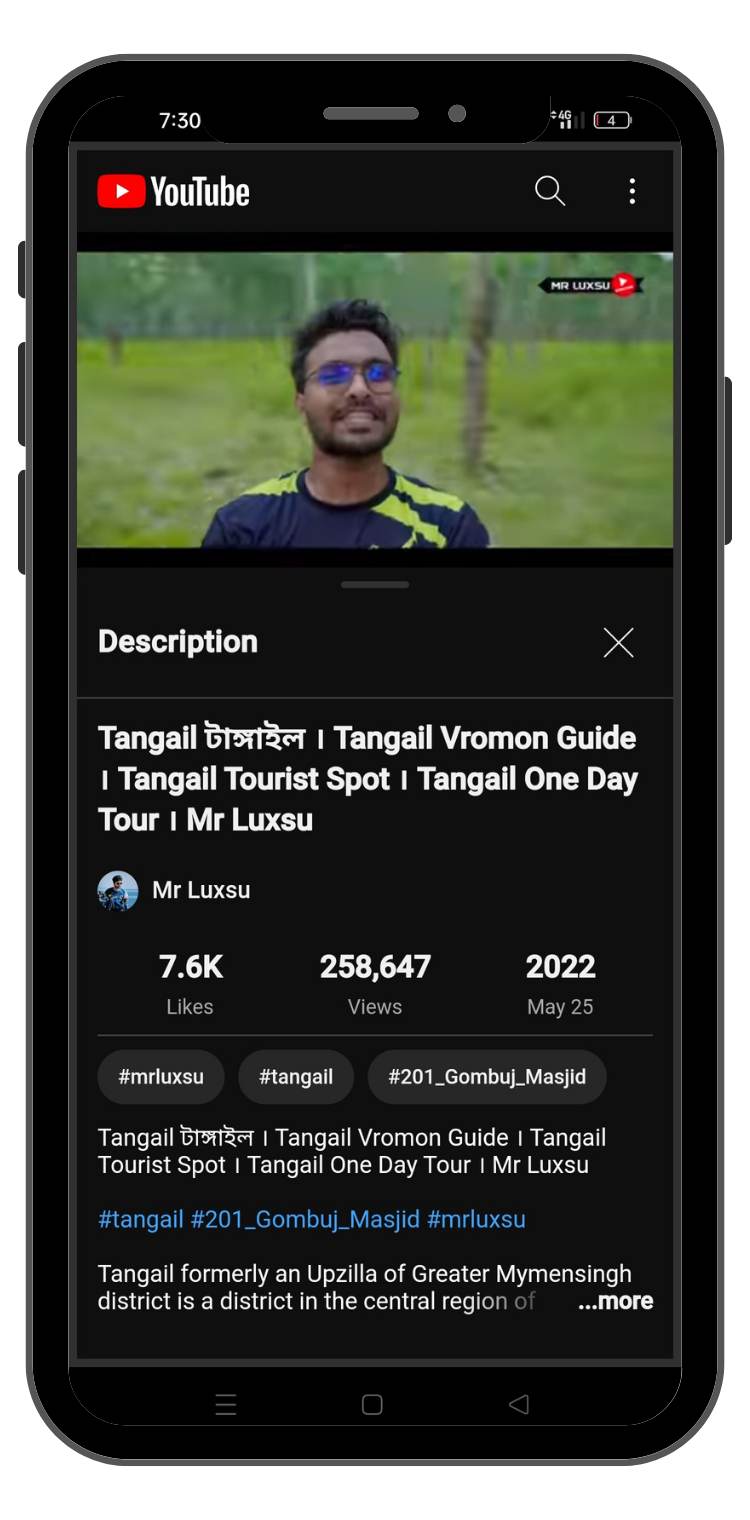 7:30
4G
4
YouTube
MR LUXSU
Description
Tangail টাঙ্গাইল । Tangail Vromon Guide
। Tangail Tourist Spot । Tangail One Day
Tour । Mr Luxsu
Mr Luxsu
7.6K 258,647 2022
Likes Views May 25
#mrluxsu #tangail #201_Gombuj_Masjid
Tangail টাঙ্গাইল । Tangail Vromon Guide । Tangail
Tourist Spot । Tangail One Day Tour । Mr Luxsu
#tangail #201_Gombuj_Masjid #mrluxsu
Tangail formerly an Upzilla of Greater Mymensingh
district is a district in the central region of ...more